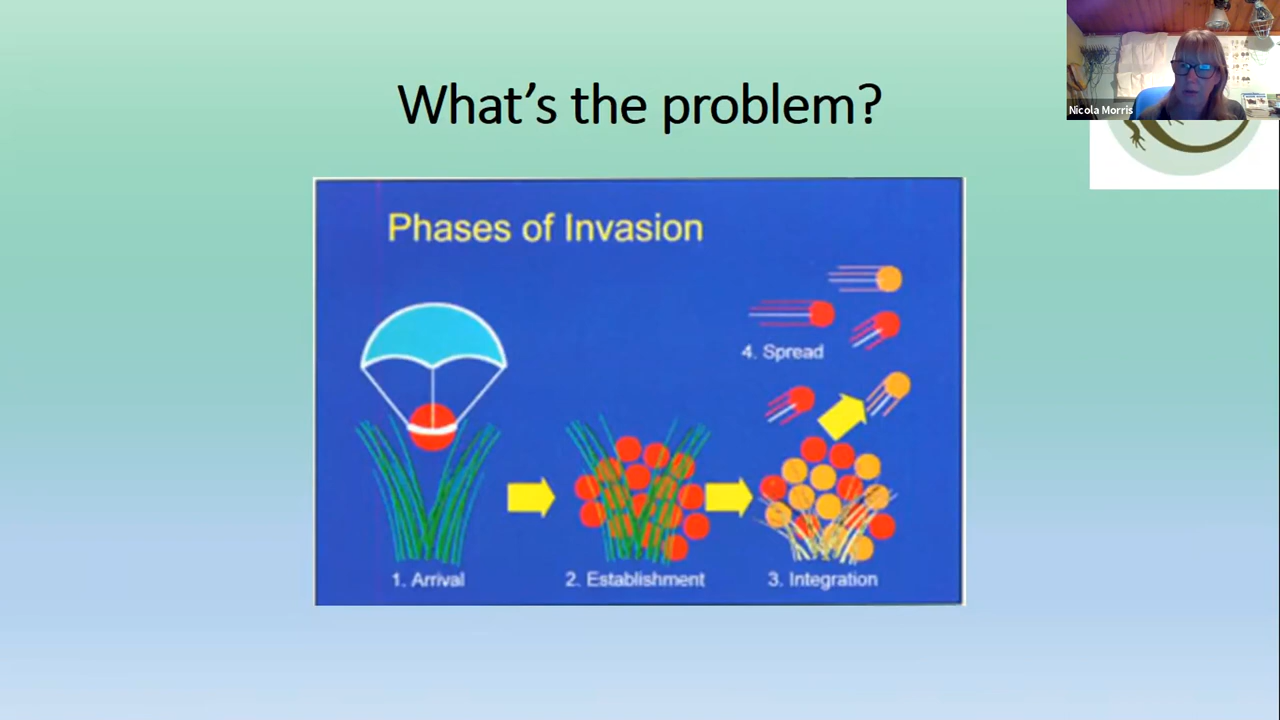 What's the problem?
Nicola Morris
Phases of Invasion
4. Spread
1. Arrival
2. Establishment
3. Integration